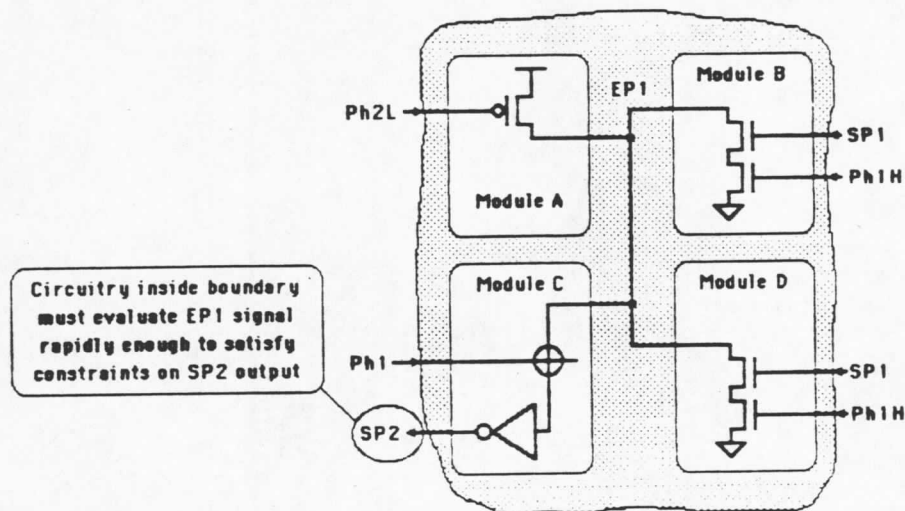 EP1
Module B
Ph2L
SP1
Ph1H
Module A
Module C
Module D
Circuitry inside boundary
must evaluate EP1 signal
rapidly enough to satisfy
constraints on SP2 output
Ph1
SP1
Ph1H
SP2